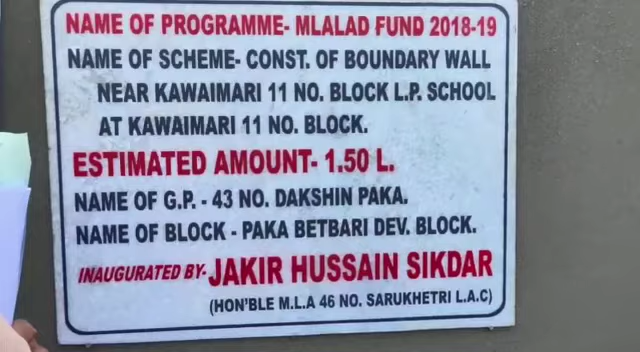 NAME OF PROGRAMME- MLALAD FUND 2018-19
NAME OF SCHEME- CONST. OF BOUNDARY WALL
NEAR KAWAIMARI 11 NO. BLOCK L.P. SCHOOL
AT KAWAIMARI 11 NO. BLOCK.
ESTIMATED AMOUNT- 1.50 L.
NAME OF G.P. - 43 NO. DAKSHIN PAKA.
NAME OF BLOCK - PAKA BETBARI DEV. BLOCK.
INAUGURATED BY- JAKIR HUSSAIN SIKDAR
(HON'BLE M.L.A 46 NO. SARUKHETRI L.A.C)